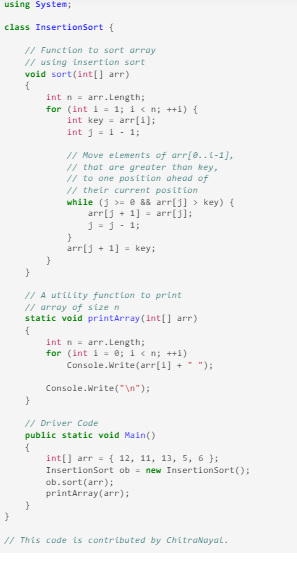 using System;
class InsertionSort {
// Function to sort array
// using insertion sort
void sort(int[] arr)
{
int n = arr.Length;
for (int i = 1; i < n; ++i) {
int key = arr[i];
int j = i - 1;
// Move elements of arr[0..i-1],
// that are greater than key,
// to one position ahead of
// their current position
while (j >= 0 && arr[j] > key) {
arr[j + 1] = arr[j];
j = j - 1;
}
arr[j + 1] = key;
}
}
// A utility function to print
// array of size n
static void printArray(int[] arr)
{
int n = arr.Length;
for (int i = 0; i < n; ++i)
Console.Write(arr[i] + " ");
Console.Write("\n");
}
// Driver Code
public static void Main()
{
int[] arr = { 12, 11, 13, 5, 6 };
InsertionSort ob = new InsertionSort();
ob.sort(arr);
printArray(arr);
}
}
// This code is contributed by ChitraNayal.